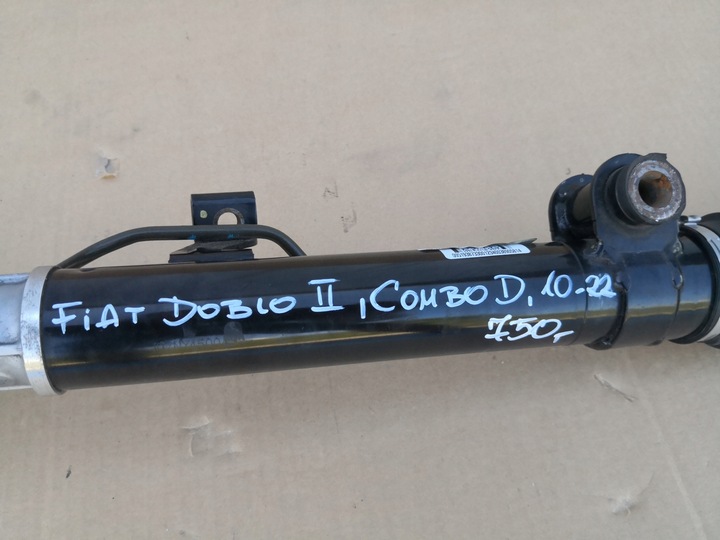 FiAT DOBLO II, COMBO D, 10-22
750,-